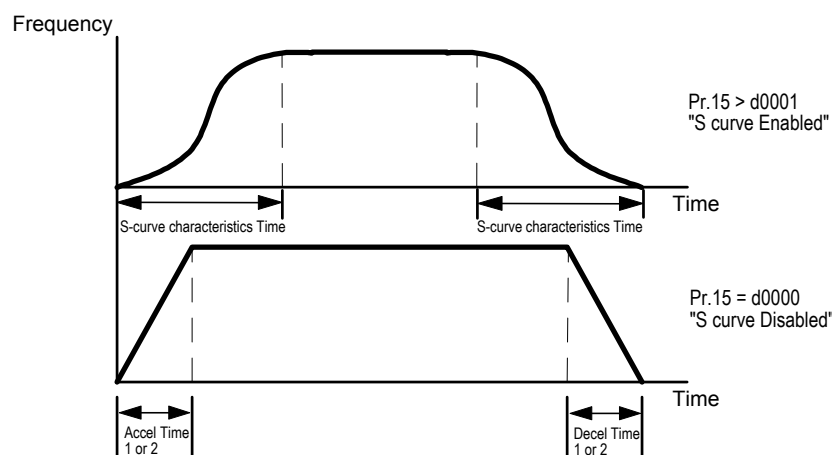 Frequency
Pr.15 > d0001
"S curve Enabled"
Time
S-curve characteristics Time
S-curve characteristics Time
Pr.15 = d0000
"S curve Disabled"
Time
Accel Time
1 or 2
Decel Time
1 or 2